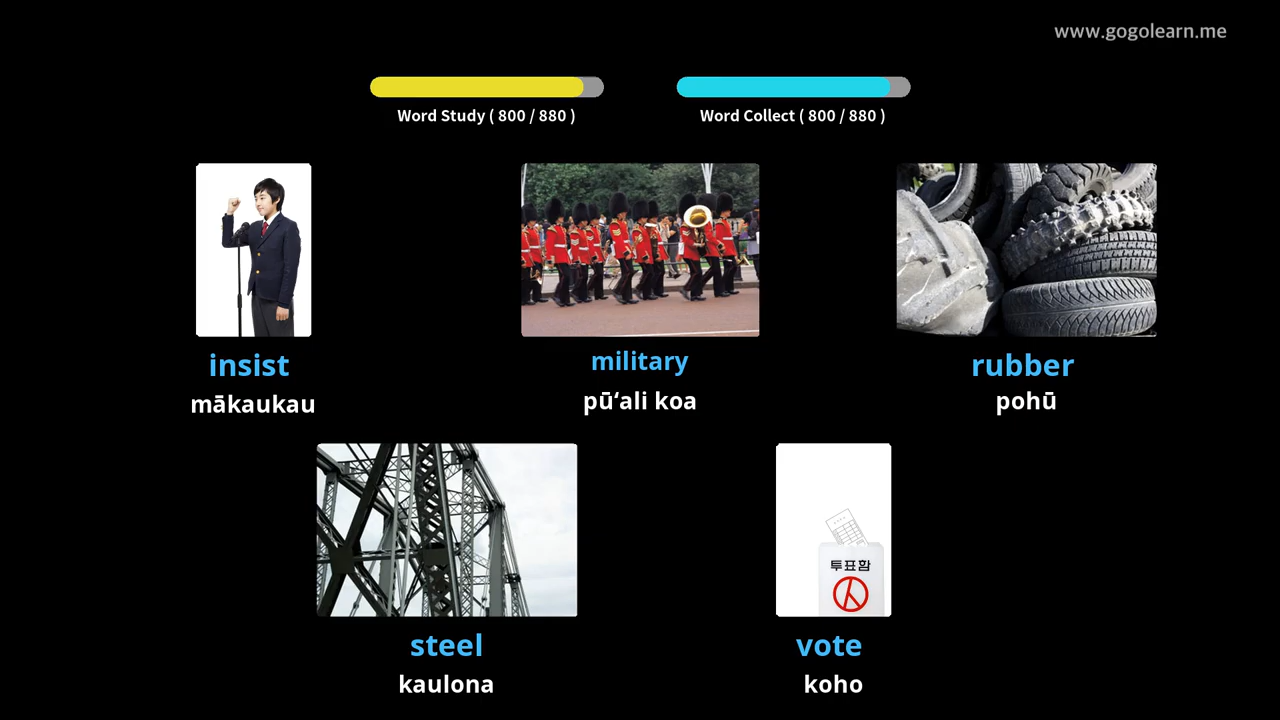 www.gogolearn.me
Word Study ( 800 / 880 )
Word Collect ( 800 / 880 )
insist
mākaukau
military
pūʻali koa
rubber
pohū
투표함
steel
kaulona
vote
koho